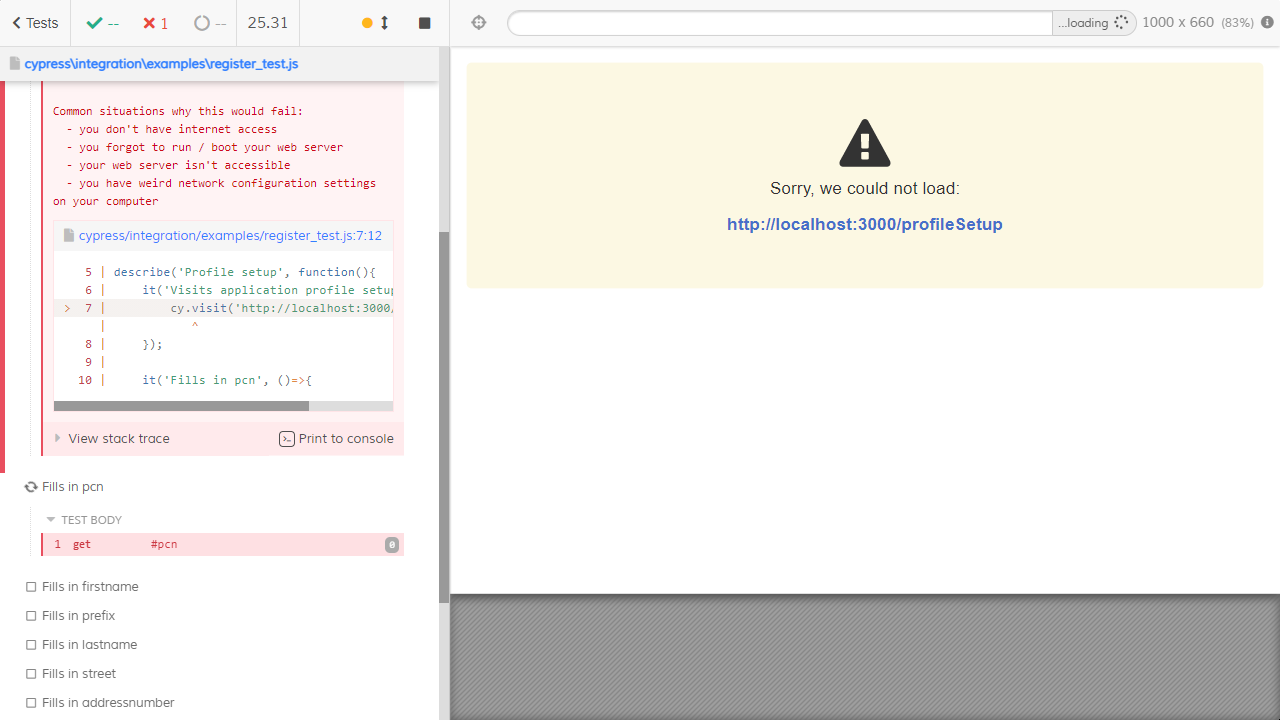 Tests -- 1 -- 25.31
...loading 1000 x 660 (83%)
cypress\integration\examples\register_test.js
Common situations why this would fail:
- you don't have internet access
- you forgot to run / boot your web server
- your web server isn't accessible
- you have weird network configuration settings
on your computer
cypress/integration/examples/register_test.js:7:12
5 | describe('Profile setup', function(){
6 | it('Visits application profile setup
> 7 | cy.visit('http://localhost:3000/
| ^
8 | });
9 |
10 | it('Fills in pcn', ()=>{
View stack trace Print to console
Fills in pcn
TEST BODY
1 get #pcn 0
Fills in firstname
Fills in prefix
Fills in lastname
Fills in street
Fills in addressnumber
Sorry, we could not load:
http://localhost:3000/profileSetup